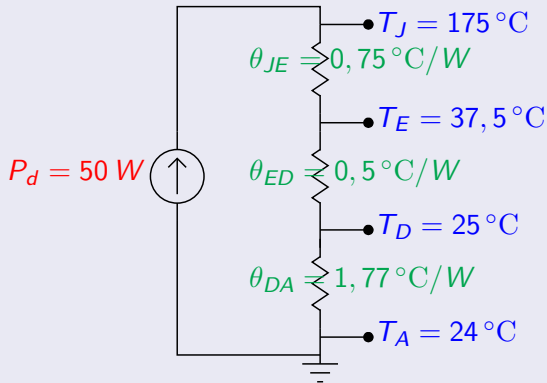 T_J = 175 °C
θ_JE = 0, 75 °C/W
T_E = 37, 5 °C
P_d = 50 W
θ_ED = 0, 5 °C/W
T_D = 25 °C
θ_DA = 1, 77 °C/W
T_A = 24 °C